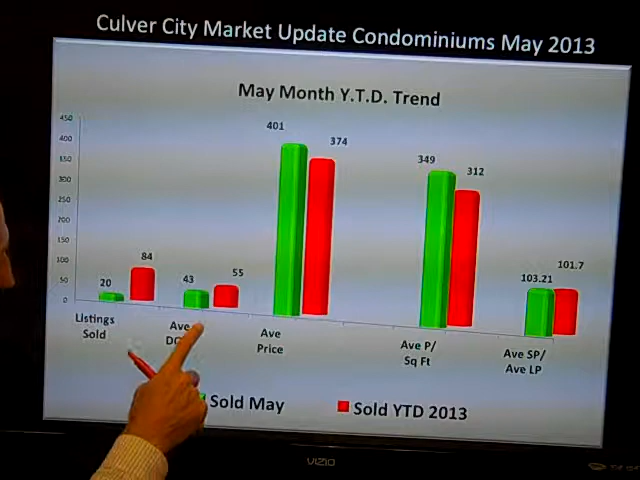 Culver City Market Update Condominiums May 2013
May Month Y.T.D. Trend
450
400
350
300
250
200
150
100
50
0
20
84
43
55
401
374
349
312
103.21
101.7
Listings
Sold
Ave
Ave
Price
Ave P/
Sq Ft
Ave SP/
Ave LP
Sold May
Sold YTD 2013
VIZIO